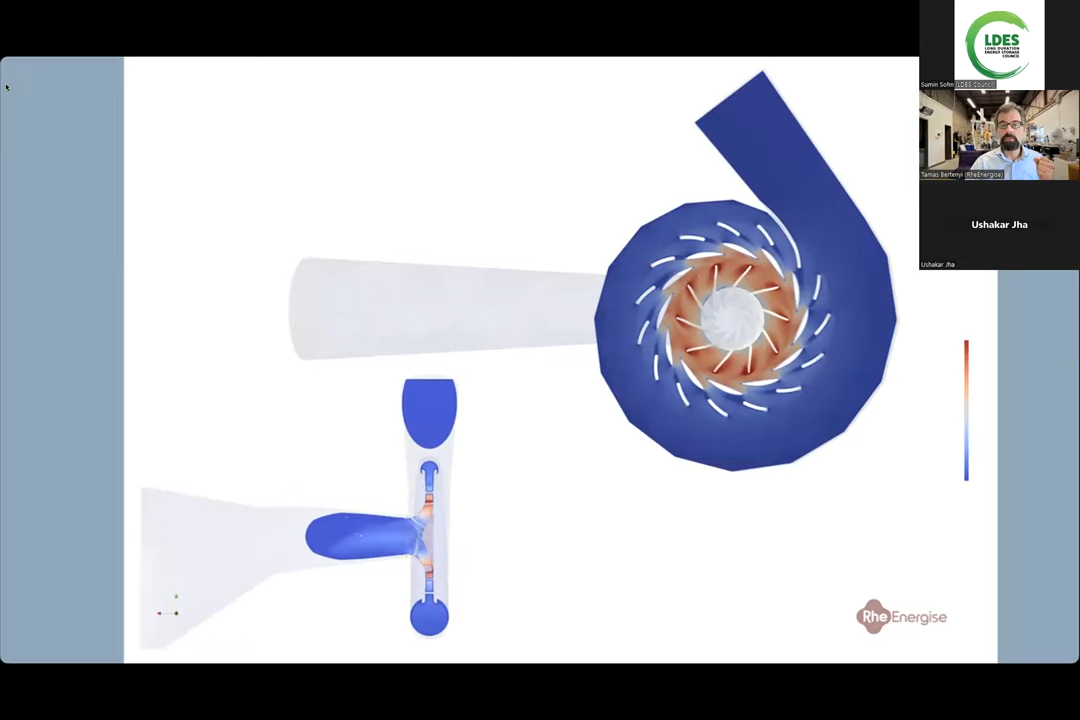 LDES
LONG DURATION
ENERGY STORAGE
COUNCIL
Sumin Sohn (LDES Council)
Tamas Bertenyi (RheEnergise)
Ushakar Jha
Ushakar Jha
RheEnergise